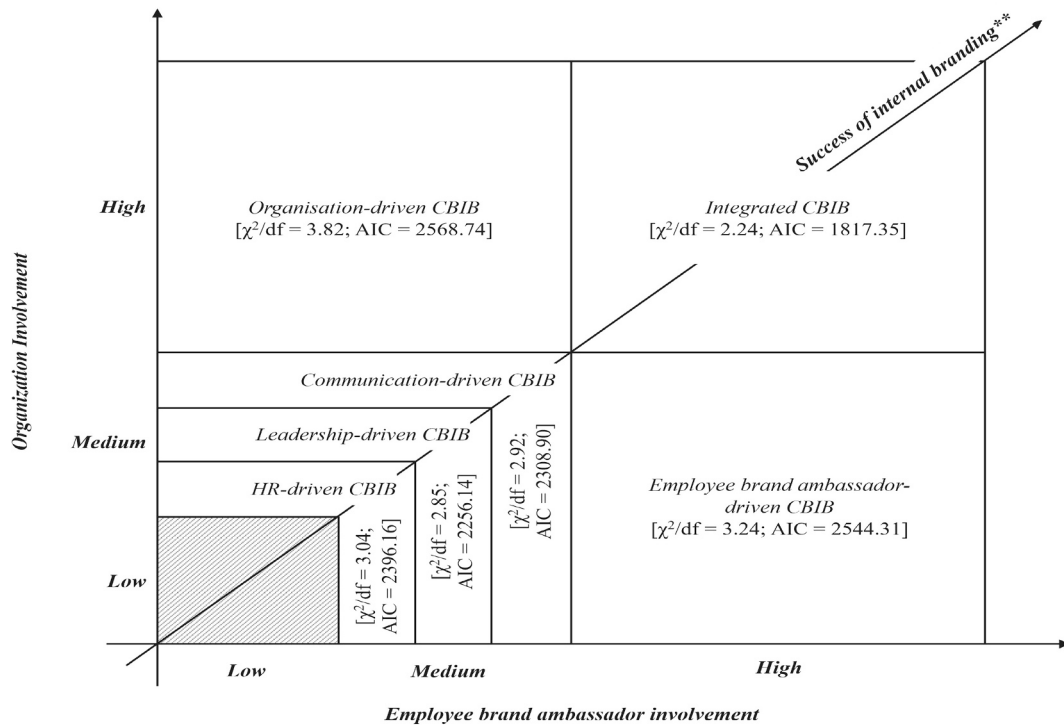 Success of internal branding**
High
Organisation-driven CBIB
[χ²/df = 3.82; AIC = 2568.74]
Integrated CBIB
[χ²/df = 2.24; AIC = 1817.35]
Organization Involvement
Communication-driven CBIB
Medium
Leadership-driven CBIB
HR-driven CBIB
[χ²/df = 3.04;
AIC = 2396.16]
[χ²/df = 2.85;
AIC = 2256.14]
[χ²/df = 2.92;
AIC = 2308.90]
Employee brand ambassador-
driven CBIB
[χ²/df = 3.24; AIC = 2544.31]
Low
Low
Medium
High
Employee brand ambassador involvement